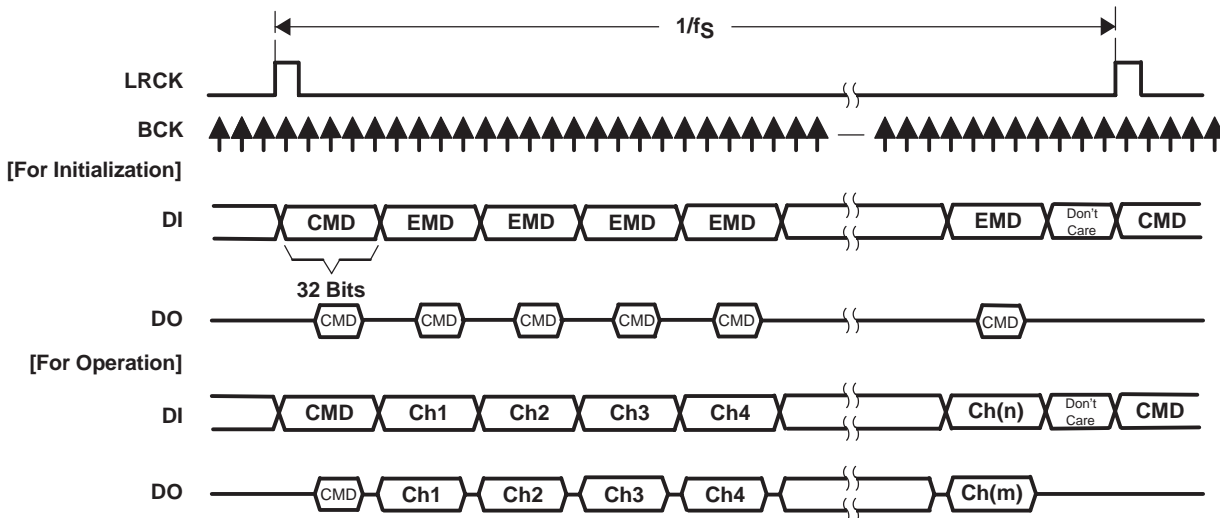 1/fS
LRCK
BCK
[For Initialization]
DI CMD EMD EMD EMD EMD EMD Don't Care CMD
32 Bits
DO CMD CMD CMD CMD CMD CMD
[For Operation]
DI CMD Ch1 Ch2 Ch3 Ch4 Ch(n) Don't Care CMD
DO CMD Ch1 Ch2 Ch3 Ch4 Ch(m)